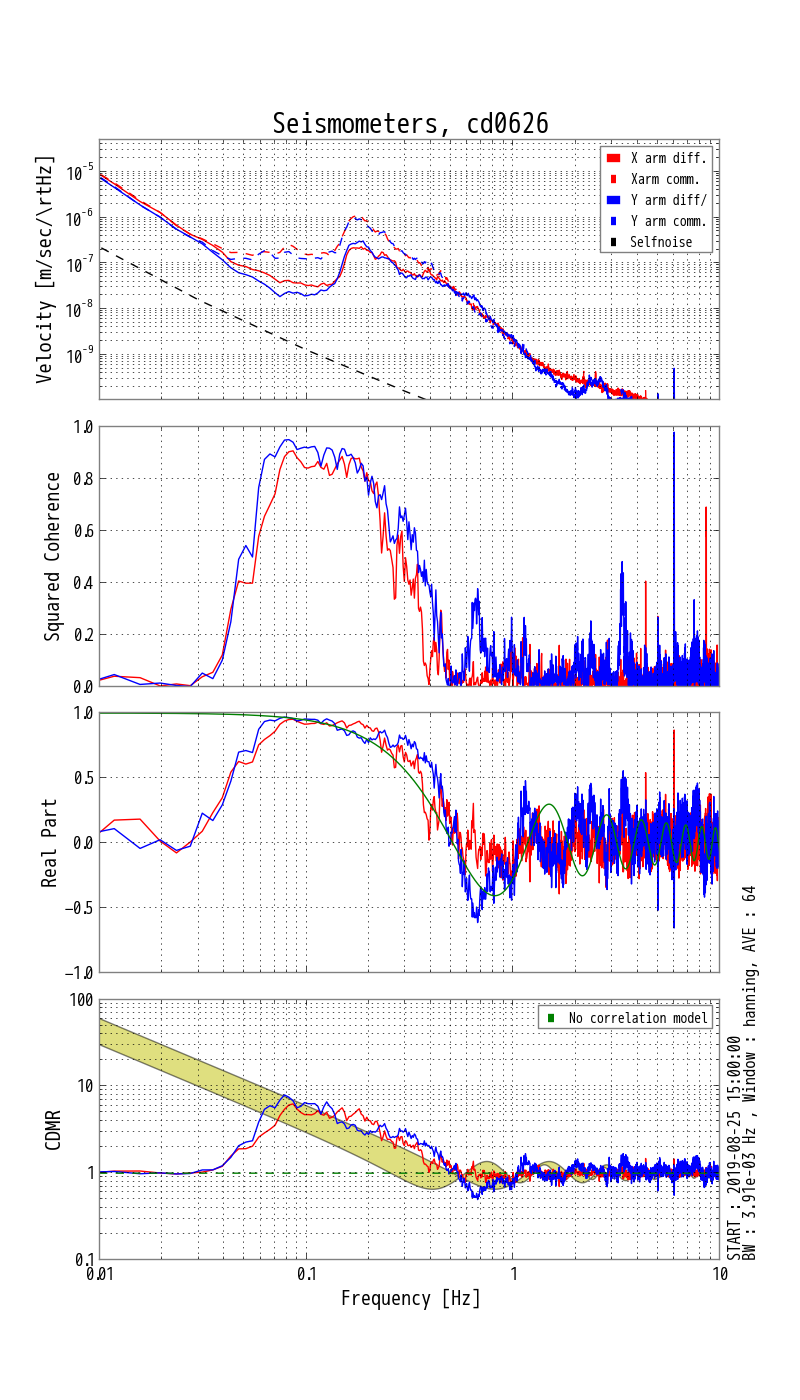 Seismometers, cd0626
Velocity [m/sec/\rtHz]
10⁻⁵
10⁻⁶
10⁻⁷
10⁻⁸
10⁻⁹
X arm diff.
Xarm comm.
Y arm diff/
Y arm comm.
Selfnoise
Squared Coherence
1.0
0.8
0.6
0.4
0.2
0.0
Real Part
1.0
0.5
0.0
−0.5
−1.0
CDMR
100
10
1
0.1
No correlation model
0.01 0.1 1 10
Frequency [Hz]
START : 2019-08-25 15:00:00
BW : 3.91e-03 Hz , Window : hanning, AVE : 64